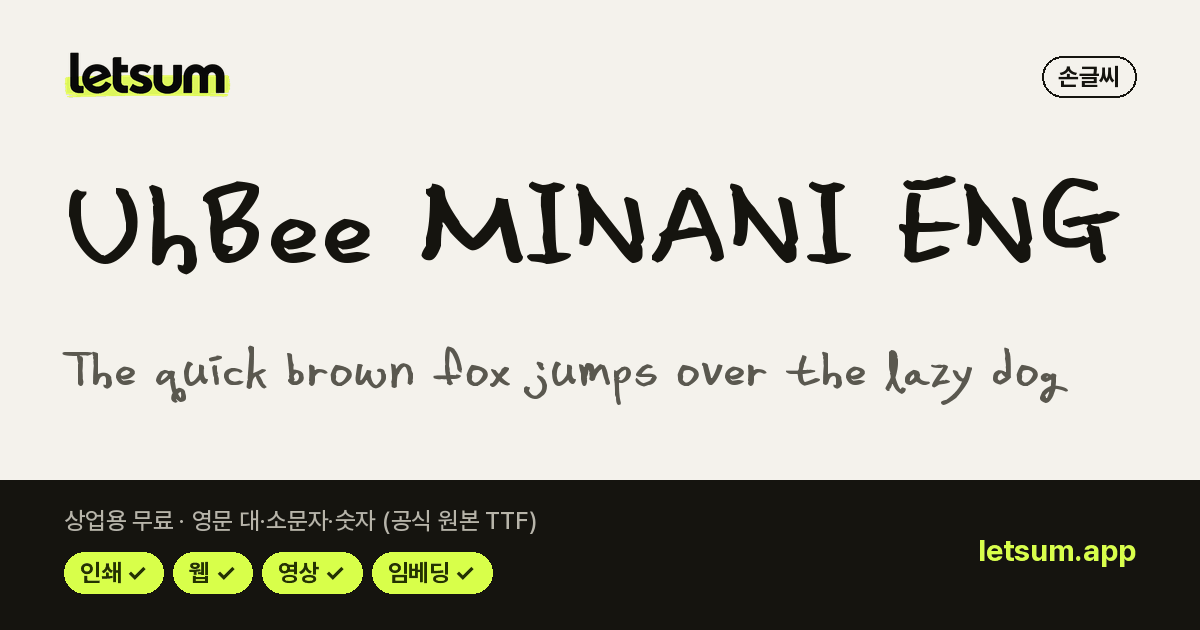 letsum
손글씨
UhBee MINANI ENG
The quick brown fox jumps over the lazy dog
상업용 무료 · 영문 대·소문자·숫자 (공식 원본 TTF)
인쇄 ✓ 웹 ✓ 영상 ✓ 임베딩 ✓
letsum.app